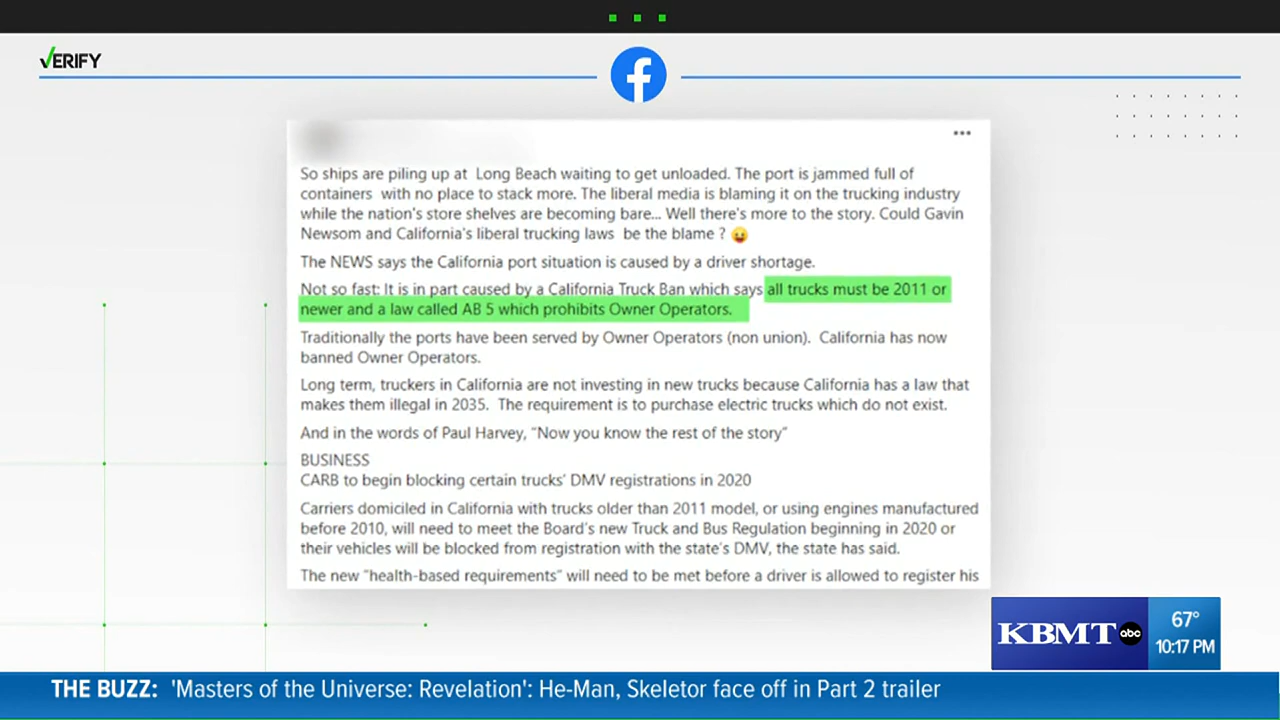 VERIFY
f
So ships are piling up at Long Beach waiting to get unloaded. The port is jammed full of
containers with no place to stack more. The liberal media is blaming it on the trucking industry
while the nation's store shelves are becoming bare... Well there's more to the story. Could Gavin
Newsom and California's liberal trucking laws be the blame ? 😛
The NEWS says the California port situation is caused by a driver shortage.
Not so fast: It is in part caused by a California Truck Ban which says all trucks must be 2011 or
newer and a law called AB 5 which prohibits Owner Operators.
Traditionally the ports have been served by Owner Operators (non union). California has now
banned Owner Operators.
Long term, truckers in California are not investing in new trucks because California has a law that
makes them illegal in 2035. The requirement is to purchase electric trucks which do not exist.
And in the words of Paul Harvey, "Now you know the rest of the story"
BUSINESS
CARB to begin blocking certain trucks' DMV registrations in 2020
Carriers domiciled in California with trucks older than 2011 model, or using engines manufactured
before 2010, will need to meet the Board's new Truck and Bus Regulation beginning in 2020 or
their vehicles will be blocked from registration with the state's DMV, the state has said.
The new "health-based requirements" will need to be met before a driver is allowed to register his
KBMT abc
67°
10:17 PM
THE BUZZ: 'Masters of the Universe: Revelation': He-Man, Skeletor face off in Part 2 trailer